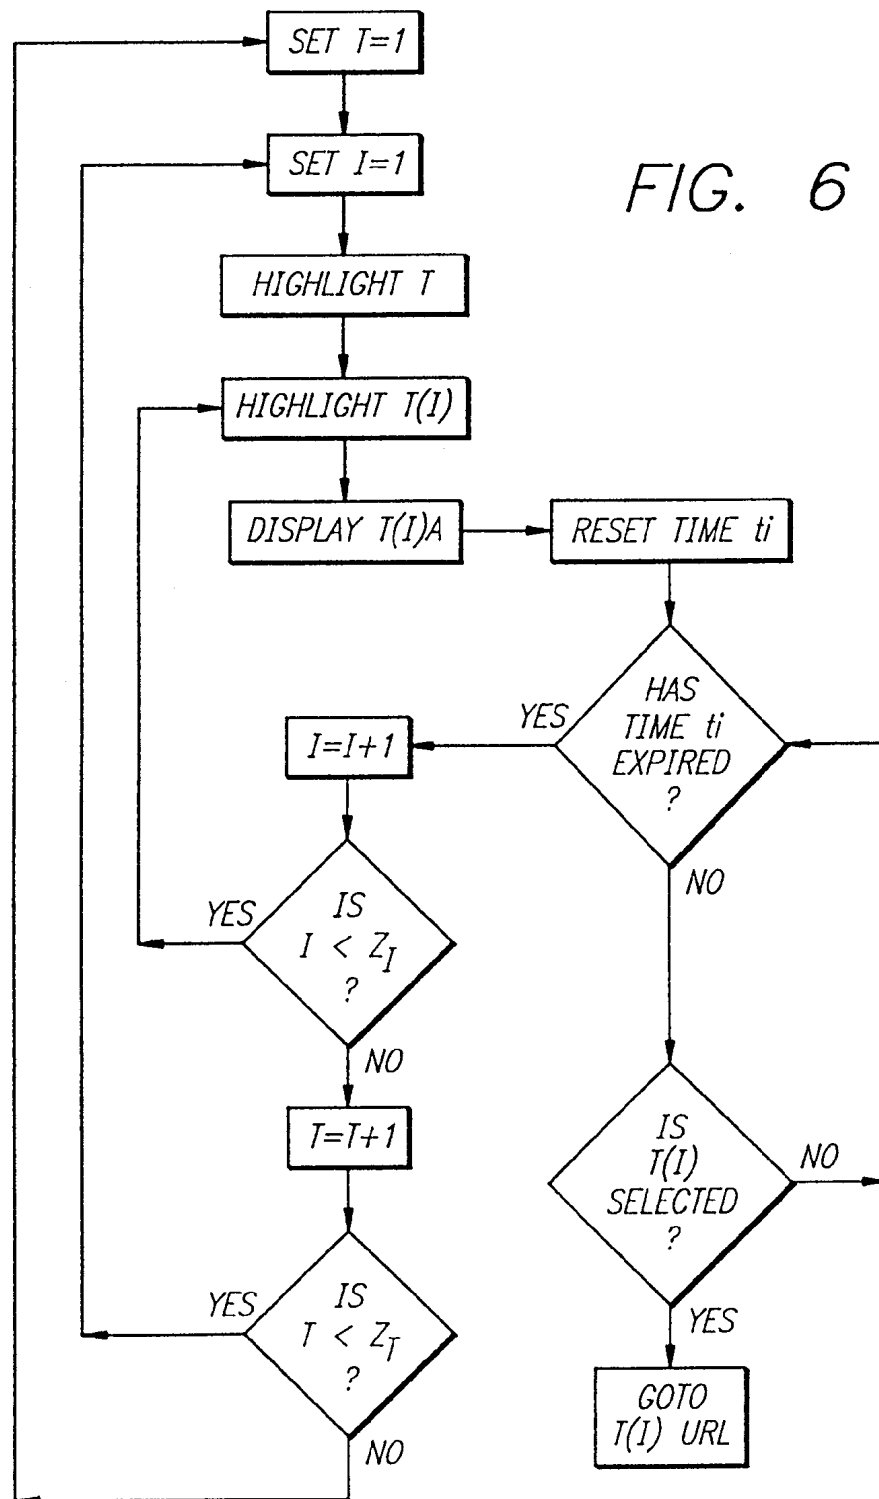 SET T=1
SET I=1
FIG. 6
HIGHLIGHT T
HIGHLIGHT T(I)
DISPLAY T(I)A
RESET TIME ti
HAS
TIME ti
EXPIRED
?
YES
I=I+1
NO
IS
I < Z_I
?
YES
NO
T=T+1
IS
T(I)
SELECTED
?
NO
IS
T < Z_T
?
YES
NO
YES
GOTO
T(I) URL